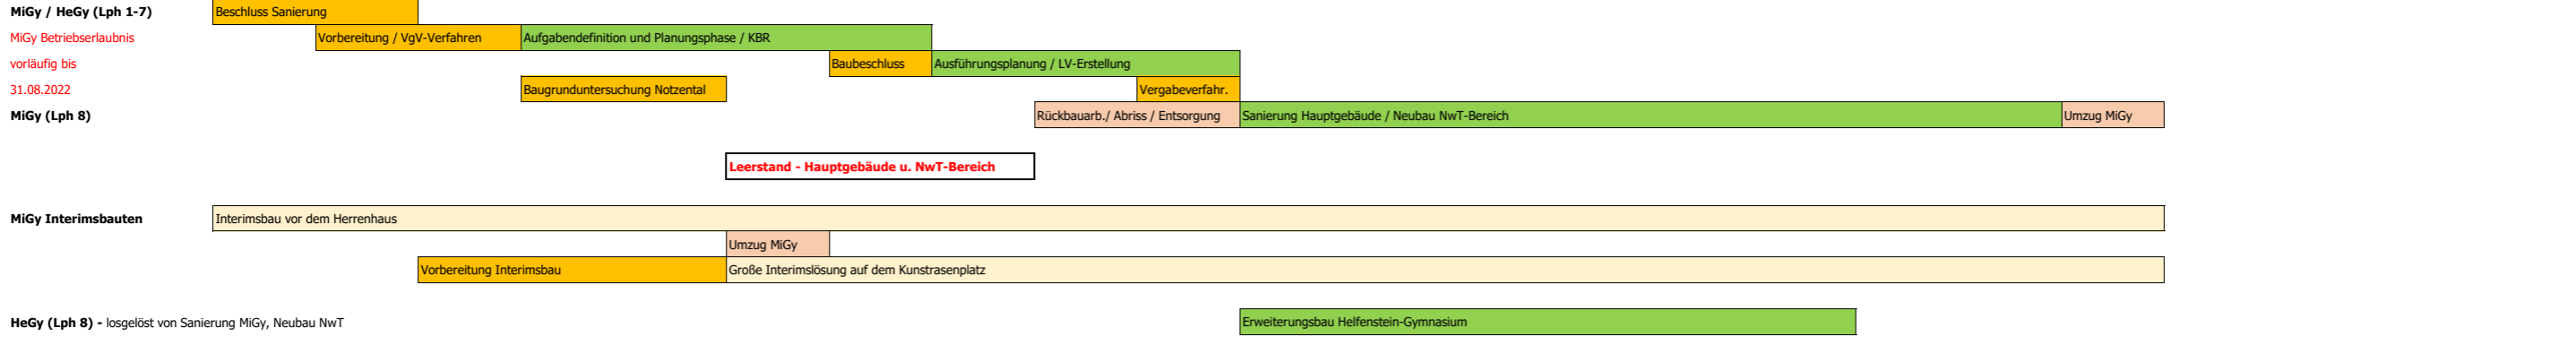 MiGy / HeGy (Lph 1-7) Beschluss Sanierung
MiGy Betriebserlaubnis Vorbereitung / VgV-Verfahren Aufgabendefinition und Planungsphase / KBR
vorläufig bis Baubeschluss Ausführungsplanung / LV-Erstellung
31.08.2022 Baugrunduntersuchung Notzental Vergabeverfahr.
MiGy (Lph 8) Rückbauarb./ Abriss / Entsorgung Sanierung Hauptgebäude / Neubau NwT-Bereich Umzug MiGy
Leerstand - Hauptgebäude u. NwT-Bereich
MiGy Interimsbauten Interimsbau vor dem Herrenhaus
Umzug MiGy
Vorbereitung Interimsbau Große Interimslösung auf dem Kunstrasenplatz
HeGy (Lph 8) - losgelöst von Sanierung MiGy, Neubau NwT Erweiterungsbau Helfenstein-Gymnasium